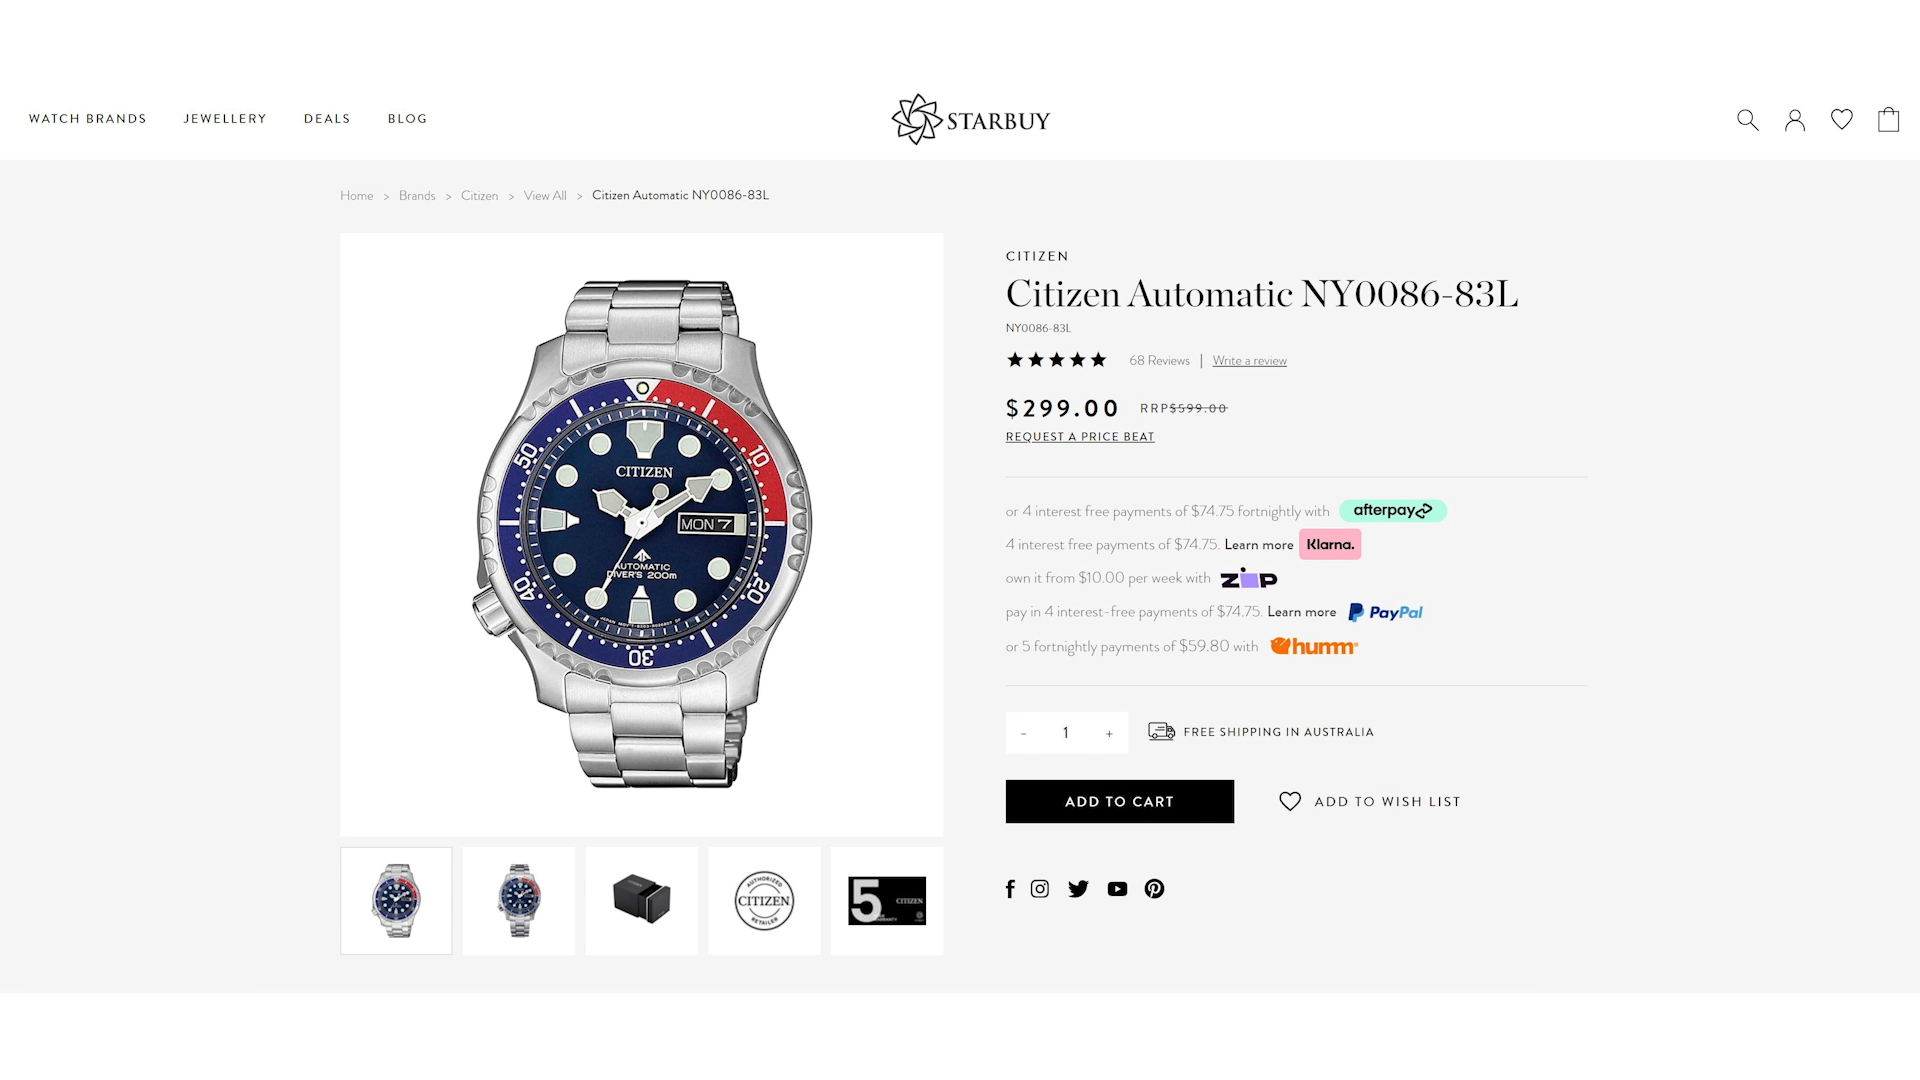 WATCH BRANDS JEWELLERY DEALS BLOG
STARBUY
Home > Brands > Citizen > View All > Citizen Automatic NY0086-83L
CITIZEN
Citizen Automatic NY0086-83L
NY0086-83L
68 Reviews | Write a review
$299.00 RRP$599.00
REQUEST A PRICE BEAT
or 4 interest free payments of $74.75 fortnightly with afterpay
4 interest free payments of $74.75. Learn more Klarna.
own it from $10.00 per week with zip
pay in 4 interest-free payments of $74.75. Learn more PayPal
or 5 fortnightly payments of $59.80 with humm
- 1 + FREE SHIPPING IN AUSTRALIA
ADD TO CART ADD TO WISH LIST
10
20
30
40
50
CITIZEN
MON 7
AUTOMATIC
DIVER'S 200m
AUTHORIZED
CITIZEN
RETAILER
5
CITIZEN
WARRANTY